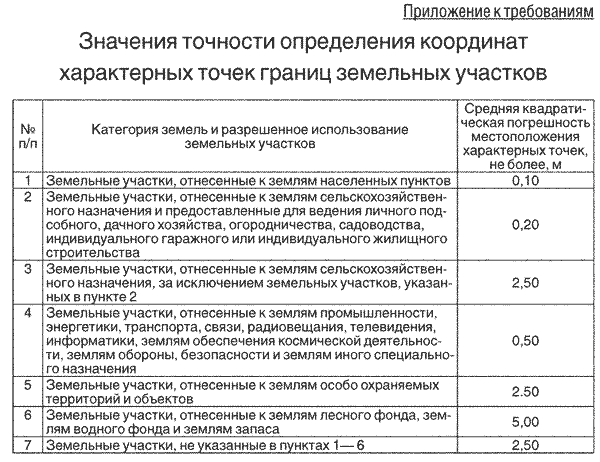 Приложение к требованиям
Значения точности определения координат
характерных точек границ земельных участков
№
п/п
Категория земель и разрешенное использование
земельных участков
Средняя квадрати-
ческая погрешность
местоположения
характерных точек,
не более, м
1
Земельные участки, отнесенные к землям населенных пунктов
0,10
2
Земельные участки, отнесенные к землям сельскохозяйствен-
ного назначения и предоставленные для ведения личного под-
собного, дачного хозяйства, огородничества, садоводства,
индивидуального гаражного или индивидуального жилищного
строительства
0,20
3
Земельные участки, отнесенные к землям сельскохозяйствен-
ного назначения, за исключением земельных участков, указан-
ных в пункте 2
2,50
4
Земельные участки, отнесенные к землям промышленности,
энергетики, транспорта, связи, радиовещания, телевидения,
информатики, землям обеспечения космической деятельнос-
ти, землям обороны, безопасности и землям иного специально-
го назначения
0,50
5
Земельные участки, отнесенные к землям особо охраняемых
территорий и объектов
2.50
6
Земельные участки, отнесенные к землям лесного фонда, зем-
лям водного фонда и землям запаса
5,00
7
Земельные участки, не указанные в пунктах 1— 6
2,50